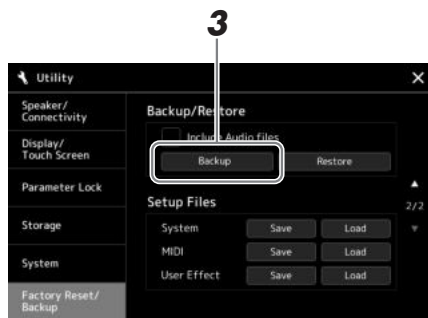 3
Utility
Speaker/
Connectivity
Display/
Touch Screen
Parameter Lock
Storage
System
Factory Reset/
Backup
Backup/Restore
Include Audio files
Backup Restore
Setup Files
System Save Load
MIDI Save Load
User Effect Save Load
2/2